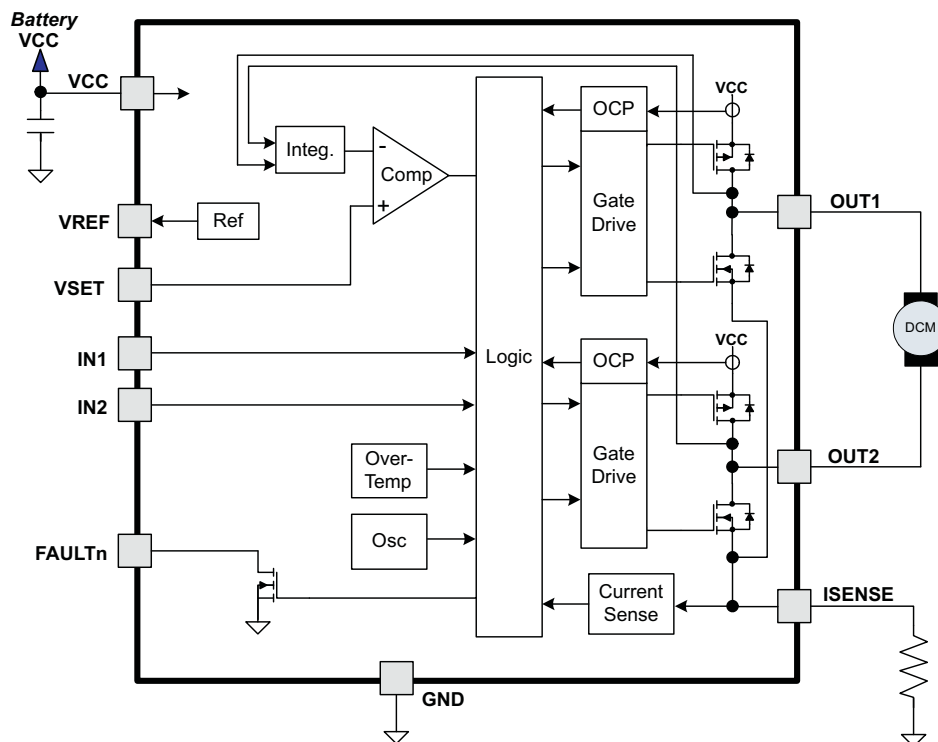 Battery
VCC
VCC
VREF
VSET
IN1
IN2
FAULTn
GND
Integ.
-
+
Comp
Ref
Over-
Temp
Osc
Logic
OCP
VCC
Gate
Drive
OCP
VCC
Gate
Drive
Current
Sense
OUT1
DCM
OUT2
ISENSE